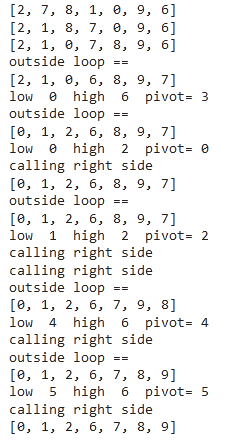 [2, 7, 8, 1, 0, 9, 6]
[2, 1, 8, 7, 0, 9, 6]
[2, 1, 0, 7, 8, 9, 6]
outside loop ==
[2, 1, 0, 6, 8, 9, 7]
low  0  high  6  pivot= 3
outside loop ==
[0, 1, 2, 6, 8, 9, 7]
low  0  high  2  pivot= 0
calling right side
[0, 1, 2, 6, 8, 9, 7]
outside loop ==
[0, 1, 2, 6, 8, 9, 7]
low  1  high  2  pivot= 2
calling right side
calling right side
outside loop ==
[0, 1, 2, 6, 7, 9, 8]
low  4  high  6  pivot= 4
calling right side
outside loop ==
[0, 1, 2, 6, 7, 8, 9]
low  5  high  6  pivot= 5
calling right side
[0, 1, 2, 6, 7, 8, 9]